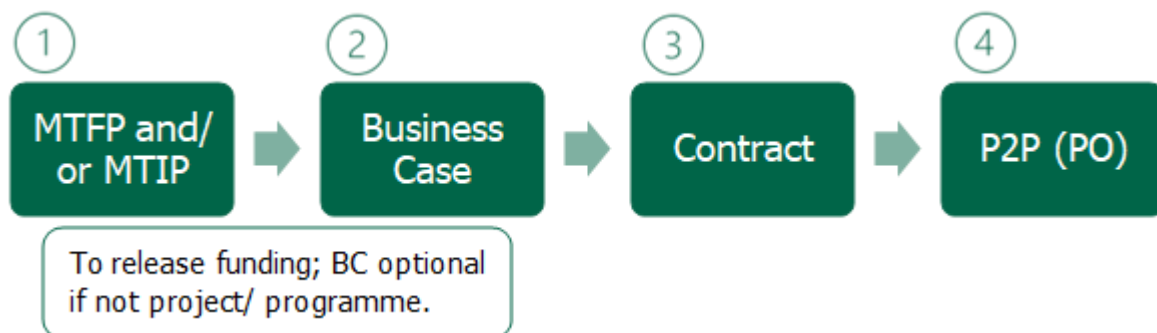 1
2
3
4
MTFP and/
or MTIP
Business
Case
Contract
P2P (PO)
To release funding; BC optional
if not project/ programme.